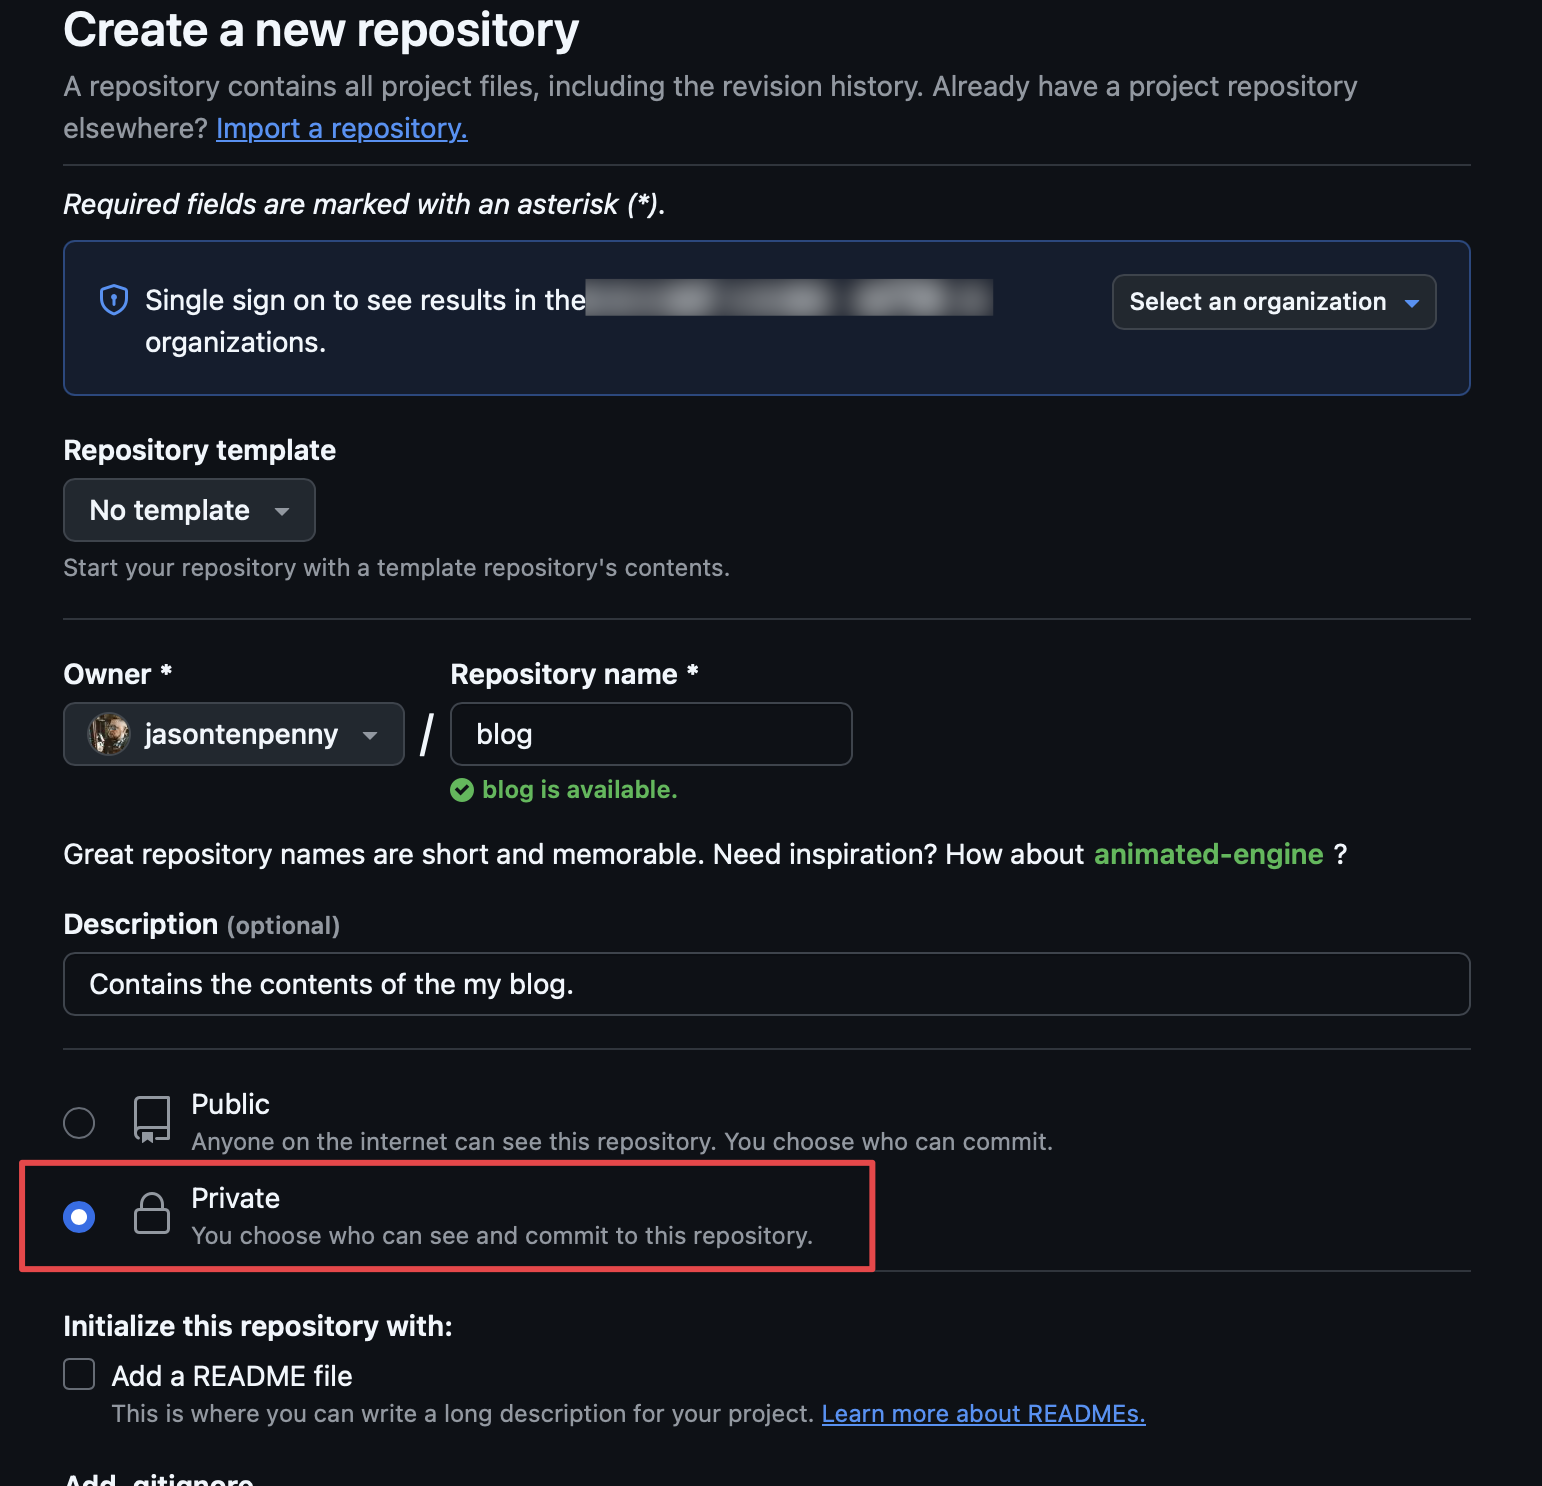 Create a new repository
A repository contains all project files, including the revision history. Already have a project repository
elsewhere? Import a repository.
Required fields are marked with an asterisk (*).
Single sign on to see results in the
organizations.
Select an organization
Repository template
No template
Start your repository with a template repository's contents.
Owner *
Repository name *
jasontenpenny
/
blog
blog is available.
Great repository names are short and memorable. Need inspiration? How about animated-engine ?
Description (optional)
Contains the contents of the my blog.
Public
Anyone on the internet can see this repository. You choose who can commit.
Private
You choose who can see and commit to this repository.
Initialize this repository with:
Add a README file
This is where you can write a long description for your project. Learn more about READMEs.
Add .gitignore